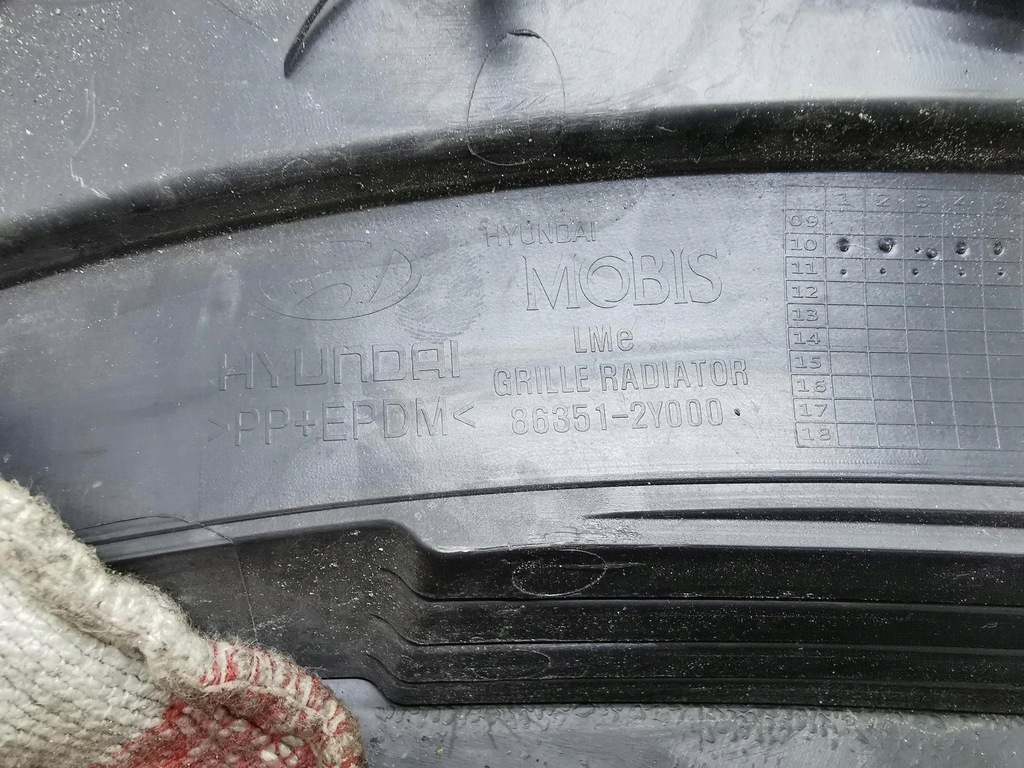 HYUNDAI
MOBIS
LMe
HYUNDAI
GRILLE RADIATOR
>PP+EPDM<
86351-2Y000
1 2 3 4
09
10
11
12
13
14
15
16
17
18